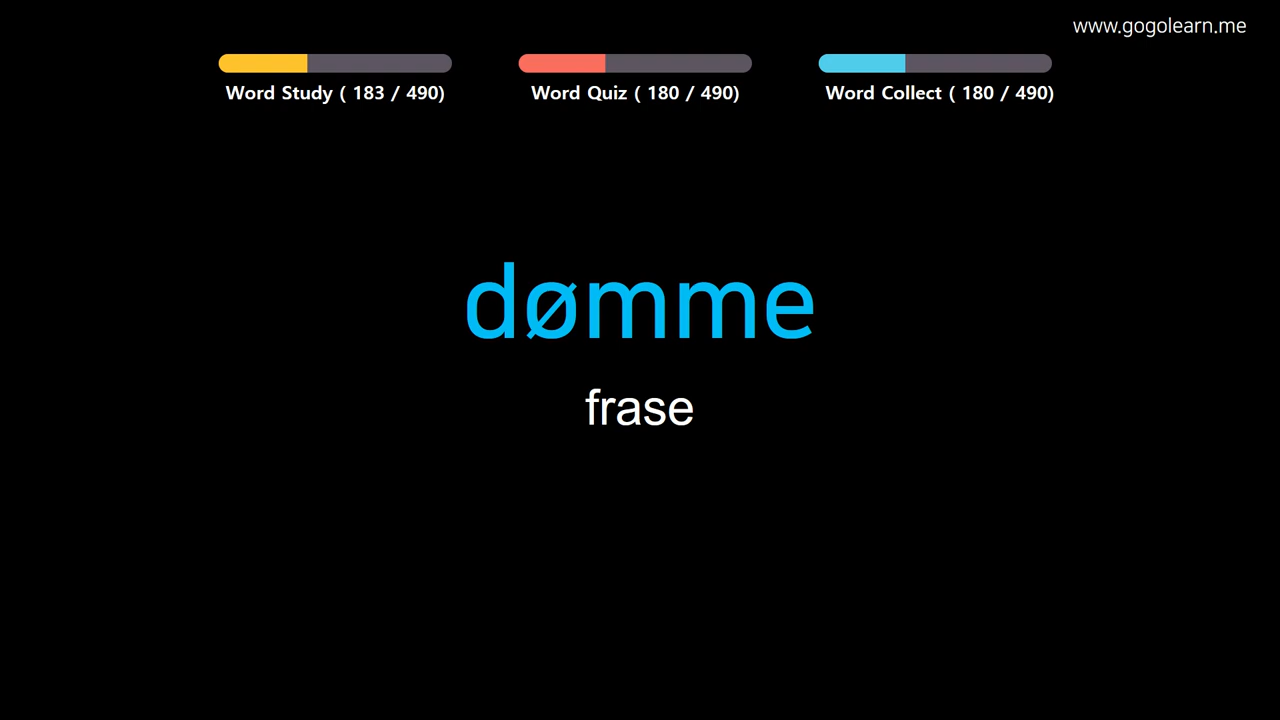 www.gogolearn.me
Word Study ( 183 / 490)
Word Quiz ( 180 / 490)
Word Collect ( 180 / 490)
dømme
frase